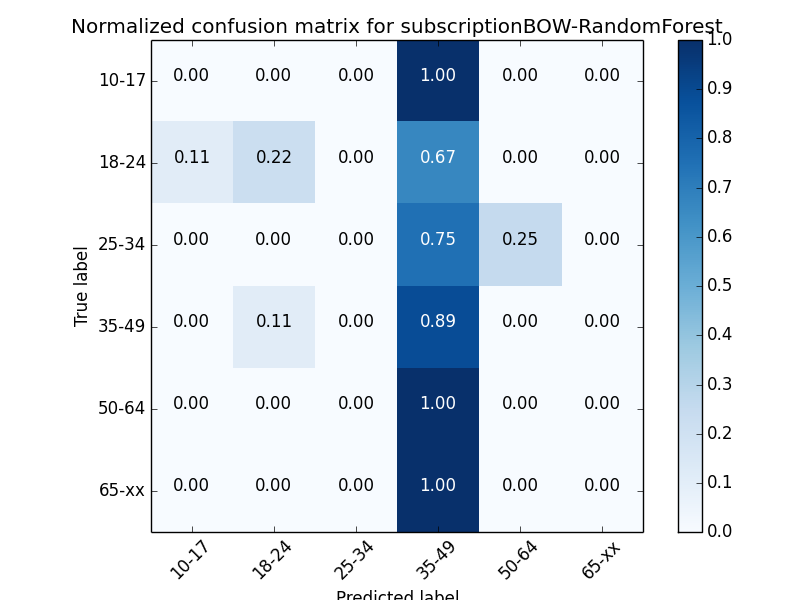 Normalized confusion matrix for subscriptionBOW-RandomForest
10-17 0.00 0.00 0.00 1.00 0.00 0.00
18-24 0.11 0.22 0.00 0.67 0.00 0.00
25-34 0.00 0.00 0.00 0.75 0.25 0.00
35-49 0.00 0.11 0.00 0.89 0.00 0.00
50-64 0.00 0.00 0.00 1.00 0.00 0.00
65-xx 0.00 0.00 0.00 1.00 0.00 0.00
True label
10-17 18-24 25-34 35-49 50-64 65-xx
Predicted label
1.0
0.9
0.8
0.7
0.6
0.5
0.4
0.3
0.2
0.1
0.0